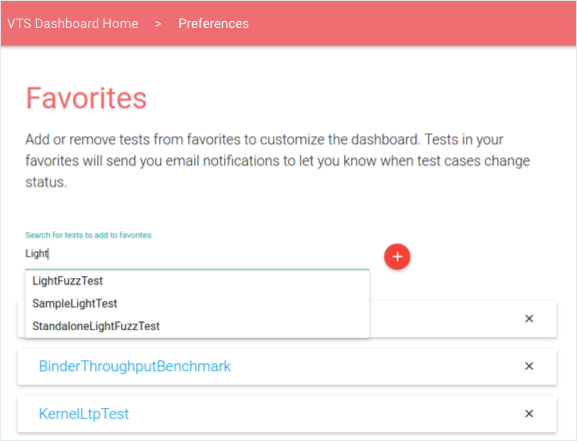 VTS Dashboard Home > Preferences
Favorites
Add or remove tests from favorites to customize the dashboard. Tests in your
favorites will send you email notifications to let you know when test cases change
status.
Search for tests to add to favorites
Light
+
LightFuzzTest
SampleLightTest
StandaloneLightFuzzTest
×
BinderThroughputBenchmark ×
KernelLtpTest ×